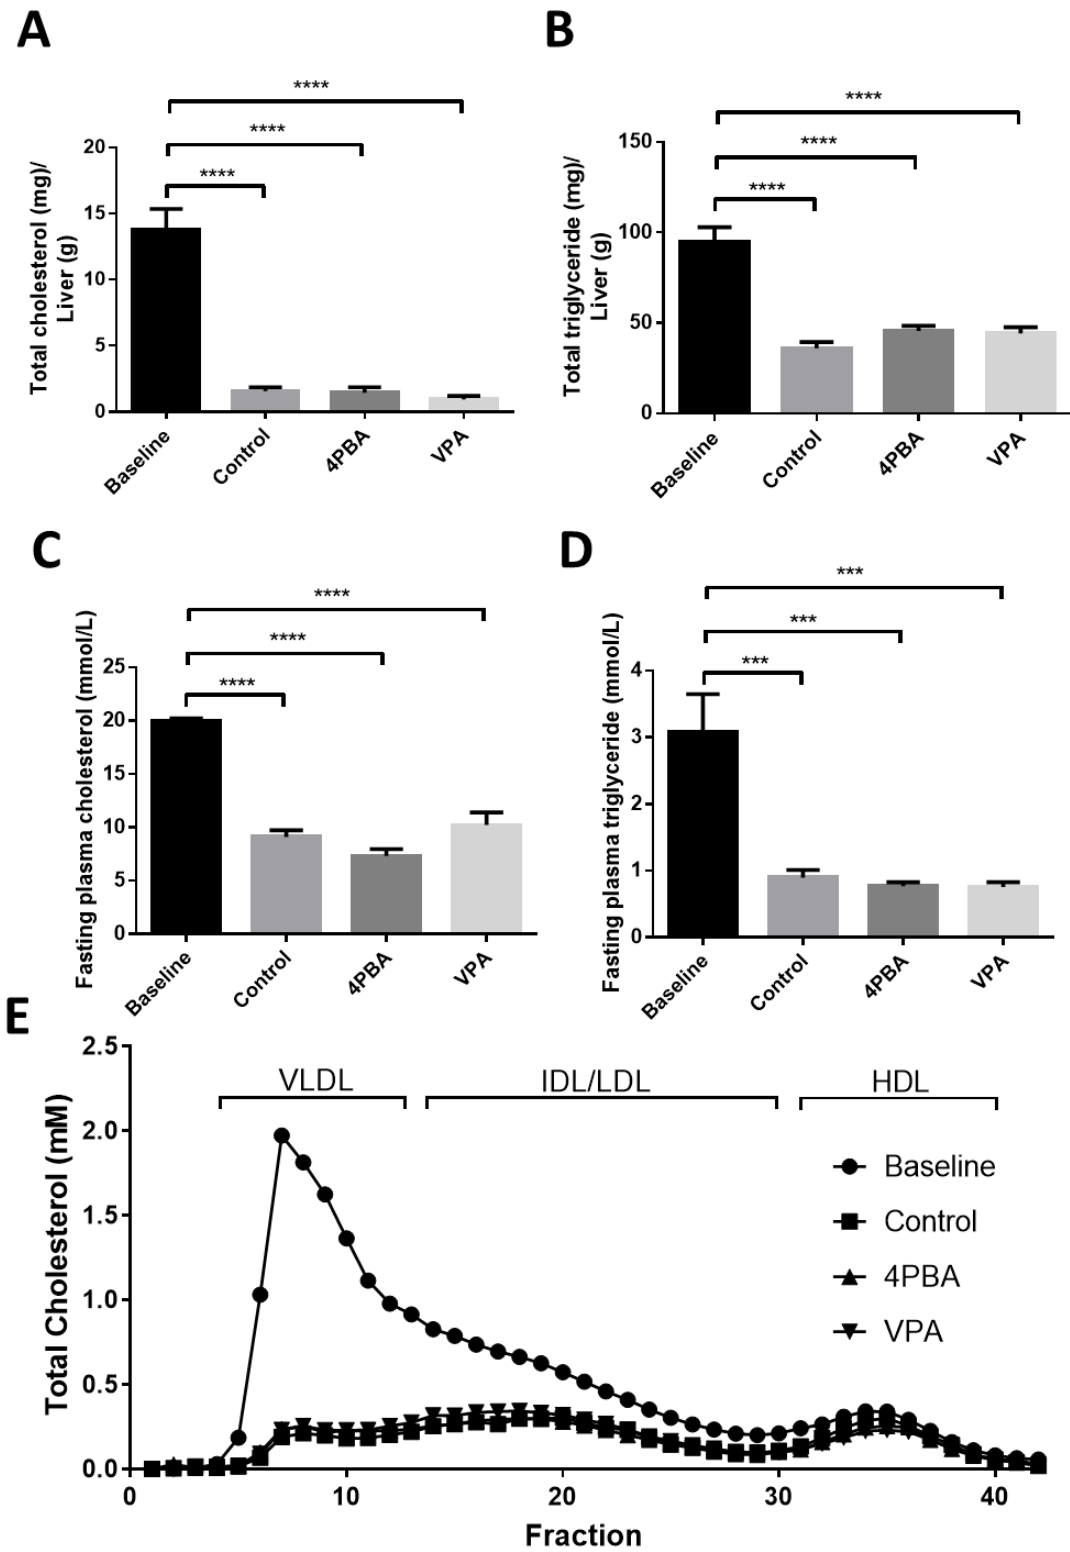 A
****
****
****
Total cholesterol (mg)/
Liver (g)
20
15
10
5
0
Baseline
Control
4PBA
VPA
B
****
****
****
Total triglyceride (mg)/
Liver (g)
150
100
50
0
Baseline
Control
4PBA
VPA
C
****
****
****
Fasting plasma cholesterol (mmol/L)
25
20
15
10
5
0
Baseline
Control
4PBA
VPA
D
***
***
***
Fasting plasma triglyceride (mmol/L)
4
3
2
1
0
Baseline
Control
4PBA
VPA
E
Total Cholesterol (mM)
2.5
2.0
1.5
1.0
0.5
0.0
VLDL
IDL/LDL
HDL
Baseline
Control
4PBA
VPA
0
10
20
30
40
Fraction